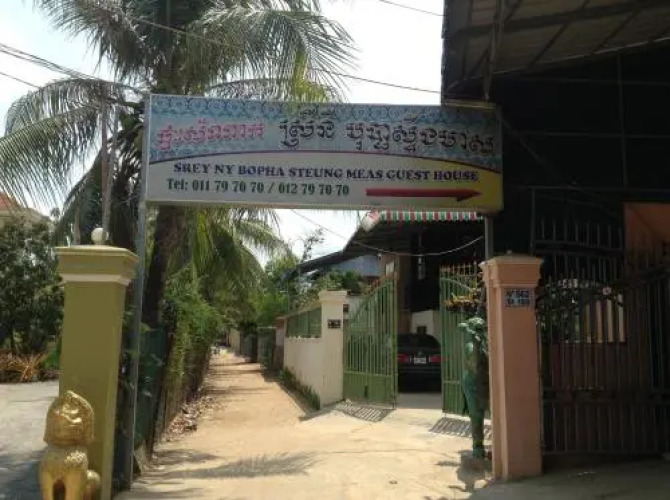 ផ្ទះសំណាក់ ស្រីនី បុប្ផាស្ទឹងមាស
SREY NY BOPHA STEUNG MEAS GUEST HOUSE
Tel: 011 79 70 70 / 012 79 70 70